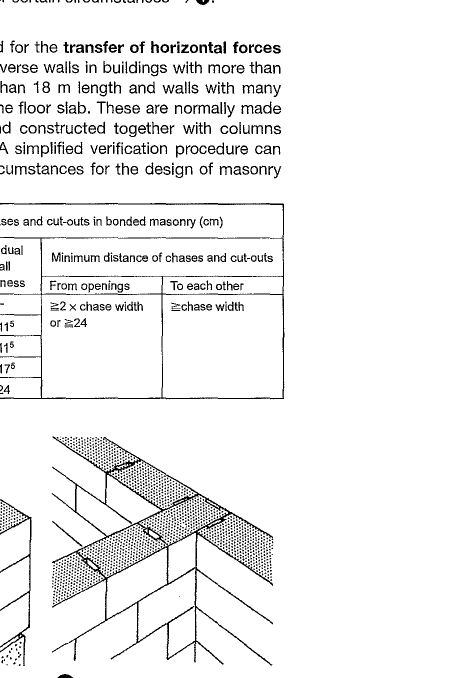 d for the transfer of horizontal forces
verse walls in buildings with more than
han 18 m length and walls with many
ne floor slab. These are normally made
nd constructed together with columns
A simplified verification procedure can
cumstances for the design of masonry
ses and cut-outs in bonded masonry (cm)
dual
all
ness
Minimum distance of chases and cut-outs
From openings
To each other
–
≧2 x chase width
≧chase width
or ≧24
11⁵
11⁵
17⁵
24